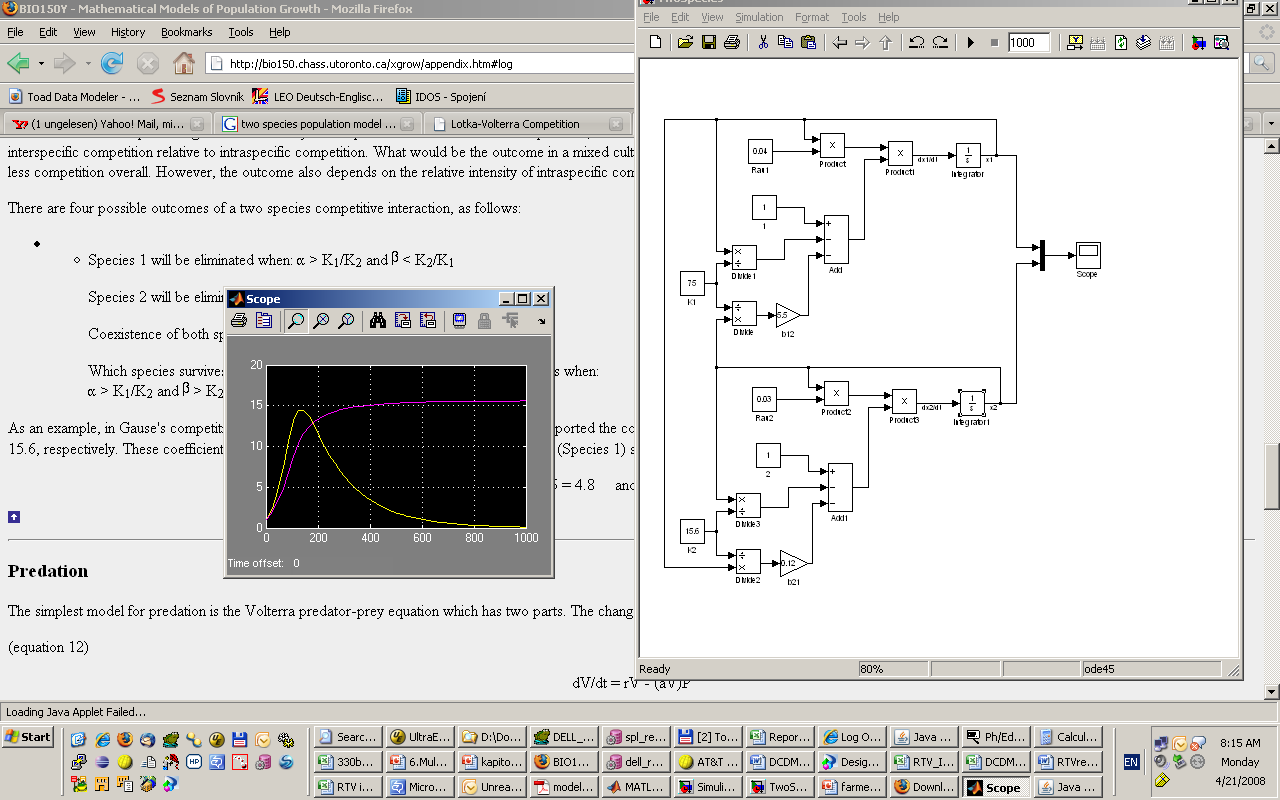 BIO150Y - Mathematical Models of Population Growth - Mozilla Firefox
File Edit View History Bookmarks Tools Help
http://bio150.chass.utoronto.ca/xgrow/appendix.htm#log
Toad Data Modeler - ... Seznam Slovník LEO Deutsch-Englisc... IDOS - Spojení
(1 ungelesen) Yahoo! Mail, mi... two species population model ... Lotka-Volterra Competition
interspecific competition relative to intraspecific competition. What would be the outcome in a mixed cult
less competition overall. However, the outcome also depends on the relative intensity of intraspecific con
There are four possible outcomes of a two species competitive interaction, as follows:
Species 1 will be eliminated when: α > K1/K2 and β < K2/K1
Species 2 will be elimi
Coexistence of both sp
Which species survives s when:
α > K1/K2 and β > K2
As an example, in Gause's competit ported the co
15.6, respectively. These coefficient (Species 1) s
5 = 4.8 and
Predation
The simplest model for predation is the Volterra predator-prey equation which has two parts. The chang
(equation 12)
dV/dt = rV - (aV)P
Loading Java Applet Failed...
Scope
20
15
10
5
0
0 200 400 600 800 1000
Time offset: 0
File Edit View Simulation Format Tools Help
1000
0.04
Rau1
×
Product
×
Product1
dx1/dt
1
s
Integrator
x1
1
1
+
−
−
Add
×
÷
Divide1
75
K1
÷
×
Divide
5.5
b12
Scope
0.03
Rau2
×
Product2
×
Product3
dx2/dt
1
s
Integrator1
x2
1
2
+
−
−
Add1
×
÷
Divide3
15.6
K2
÷
×
Divide2
0.12
b21
Ready 80% ode45
Start
Searc... UltraE... D:\Do... DELL_... spl_re... [2] To... Repor... Log O... Java ... Ph/Ed... Calcul...
330b... 6.Mul... kapito... BIO1... dell_r... AT&T ... DCDM... Desig... RTV_I... DCDM... RTVre...
RTV i... Micro... Unrea... model... MATL... Simuli... TwoS... farme... Downl... Scope Java ...
EN
8:15 AM
Monday
4/21/2008